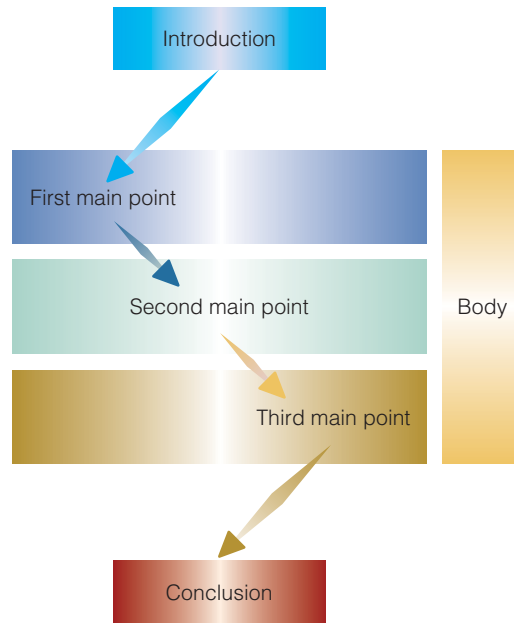 Introduction
First main point
Second main point
Body
Third main point
Conclusion